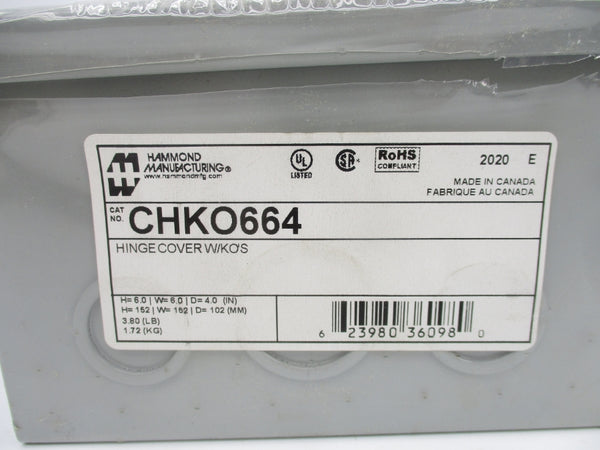 HAMMOND
MANUFACTURING®
www.hammondmfg.com
UL
LISTED
SA
RoHS
COMPLIANT
2020 E
MADE IN CANADA
FABRIQUE AU CANADA
CAT
NO.
CHKO664
HINGE COVER W/KO'S
H= 6.0 | W= 6.0 | D= 4.0 (IN)
H= 152 | W= 152 | D= 102 (MM)
3.80 (LB)
1.72 (KG)
6 23980 36098 0